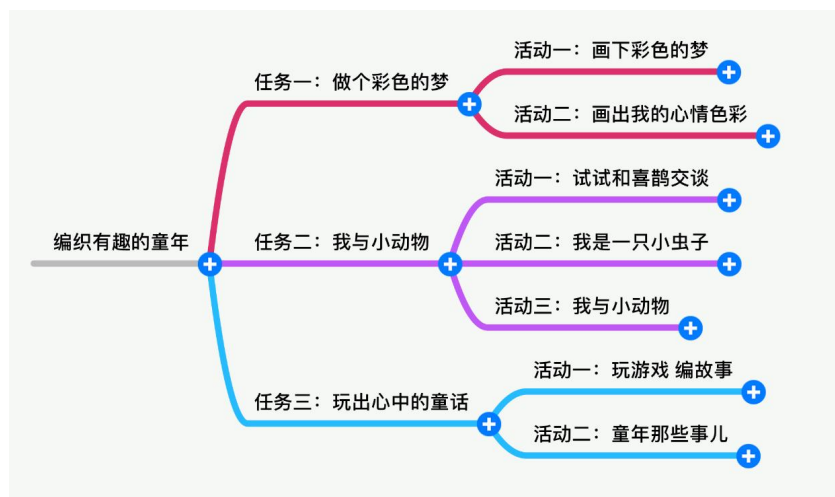 编织有趣的童年
任务一：做个彩色的梦
活动一：画下彩色的梦
活动二：画出我的心情色彩
任务二：我与小动物
活动一：试试和喜鹊交谈
活动二：我是一只小虫子
活动三：我与小动物
任务三：玩出心中的童话
活动一：玩游戏 编故事
活动二：童年那些事儿